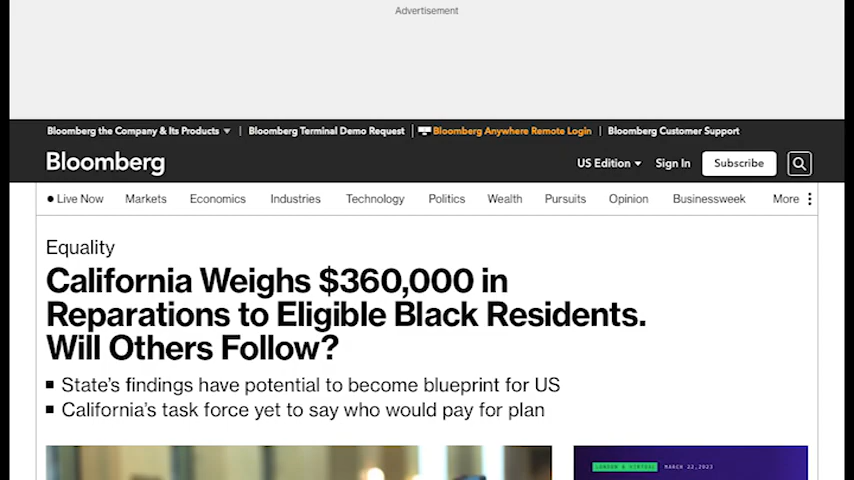 Advertisement
Bloomberg the Company & Its Products | Bloomberg Terminal Demo Request | Bloomberg Anywhere Remote Login | Bloomberg Customer Support
Bloomberg US Edition Sign In Subscribe
Live Now Markets Economics Industries Technology Politics Wealth Pursuits Opinion Businessweek More
Equality
California Weighs $360,000 in
Reparations to Eligible Black Residents.
Will Others Follow?
State's findings have potential to become blueprint for US
California's task force yet to say who would pay for plan
LONDON & VIRTUAL MARCH 22, 2023